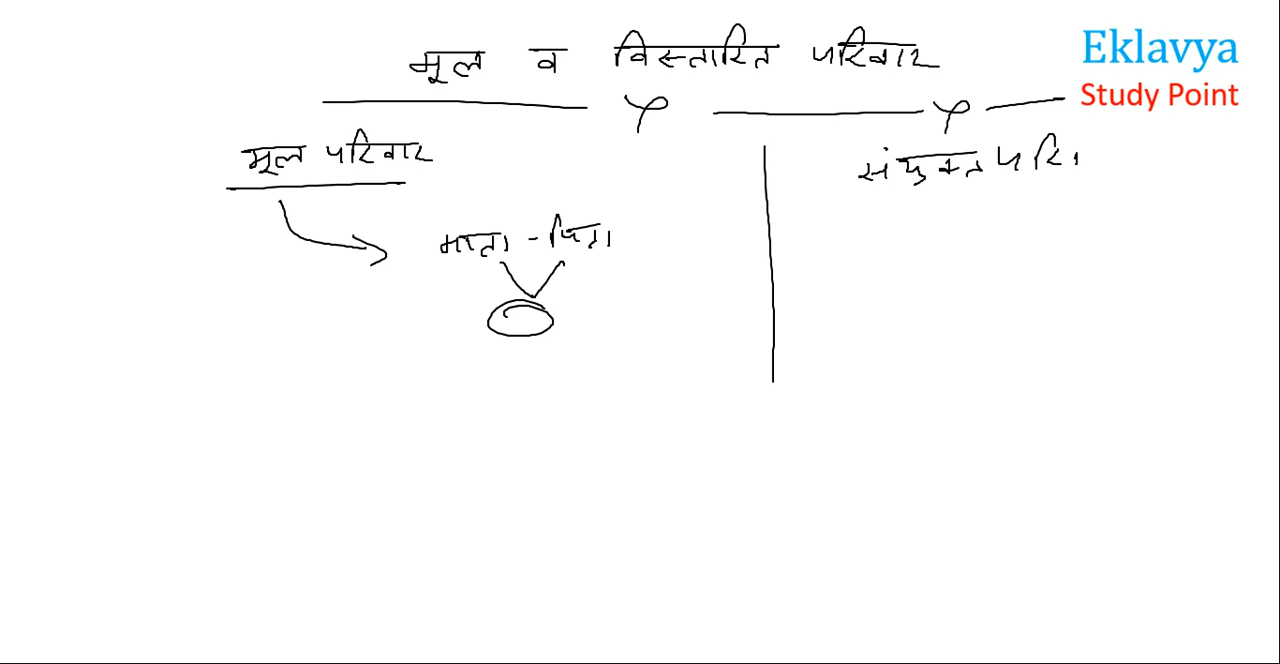 मूल व विस्तारित परिवार
Eklavya
Study Point
मूल परिवार
संयुक्त परि
माता - पिता